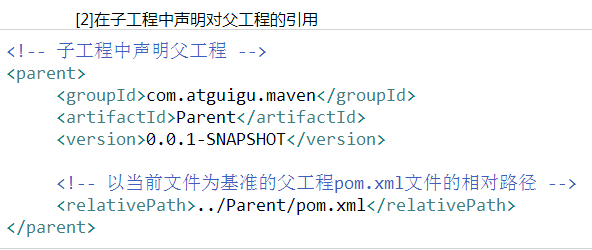 [2]在子工程中声明对父工程的引用
<!-- 子工程中声明父工程 -->
<parent>
<groupId>com.atguigu.maven</groupId>
<artifactId>Parent</artifactId>
<version>0.0.1-SNAPSHOT</version>
<!-- 以当前文件为基准的父工程pom.xml文件的相对路径 -->
<relativePath>../Parent/pom.xml</relativePath>
</parent>